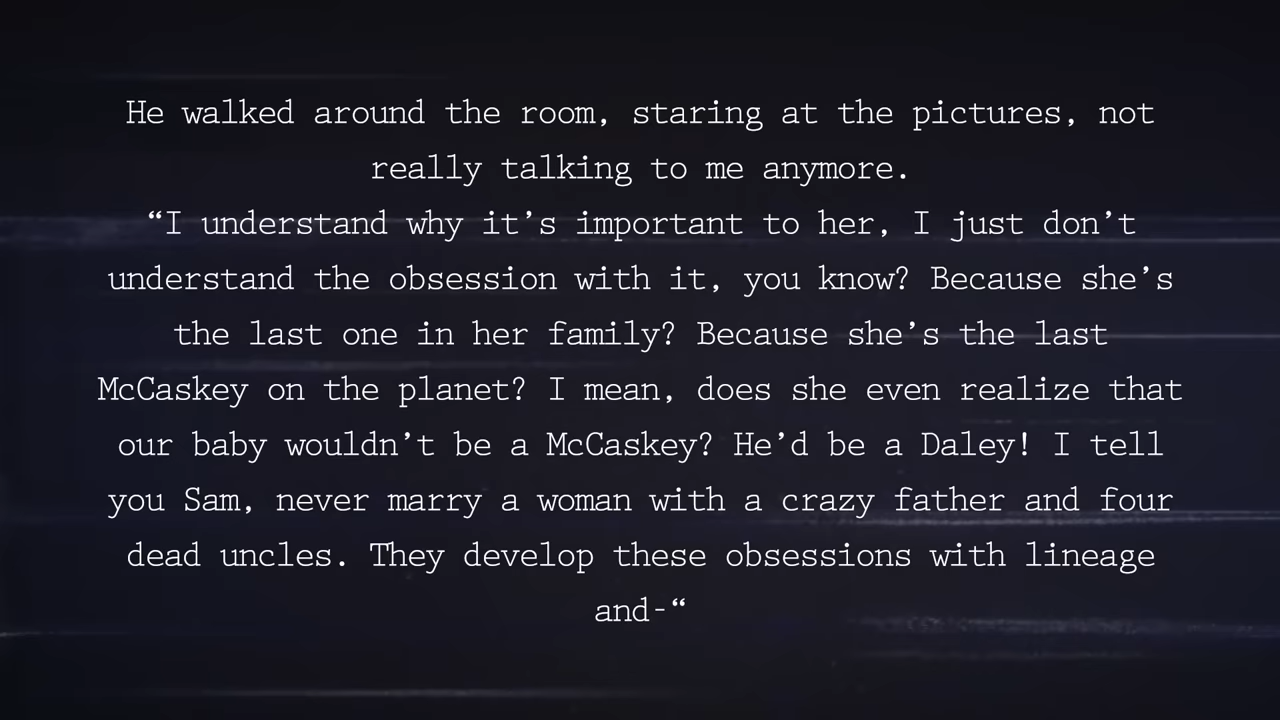 He walked around the room, staring at the pictures, not
really talking to me anymore.
“I understand why it’s important to her, I just don’t
understand the obsession with it, you know? Because she’s
the last one in her family? Because she’s the last
McCaskey on the planet? I mean, does she even realize that
our baby wouldn’t be a McCaskey? He’d be a Daley! I tell
you Sam, never marry a woman with a crazy father and four
dead uncles. They develop these obsessions with lineage
and-“